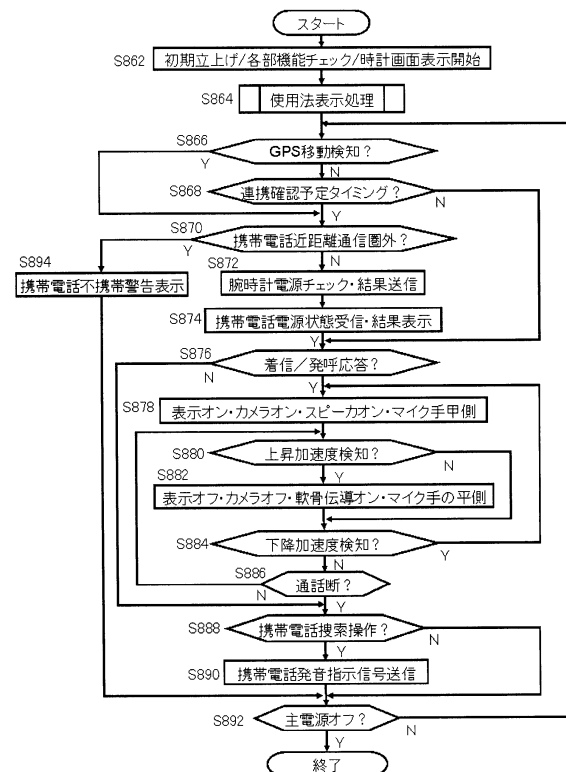 スタート
S862
初期立上げ/各部機能チェック/時計画面表示開始
S864
使用法表示処理
S866
GPS移動検知？
Y
N
S868
連携確認予定タイミング？
N
Y
S870
携帯電話近距離通信圏外？
Y
N
S894
携帯電話不携帯警告表示
S872
腕時計電源チェック・結果送信
S874
携帯電話電源状態受信・結果表示
Y
S876
着信／発呼応答？
N
Y
S878
表示オン・カメラオン・スピーカオン・マイク手甲側
S880
上昇加速度検知？
N
Y
S882
表示オフ・カメラオフ・軟骨伝導オン・マイク手の平側
S884
下降加速度検知？
Y
N
S886
通話断？
N
Y
S888
携帯電話捜索操作？
N
Y
S890
携帯電話発音指示信号送信
S892
主電源オフ？
N
Y
終了